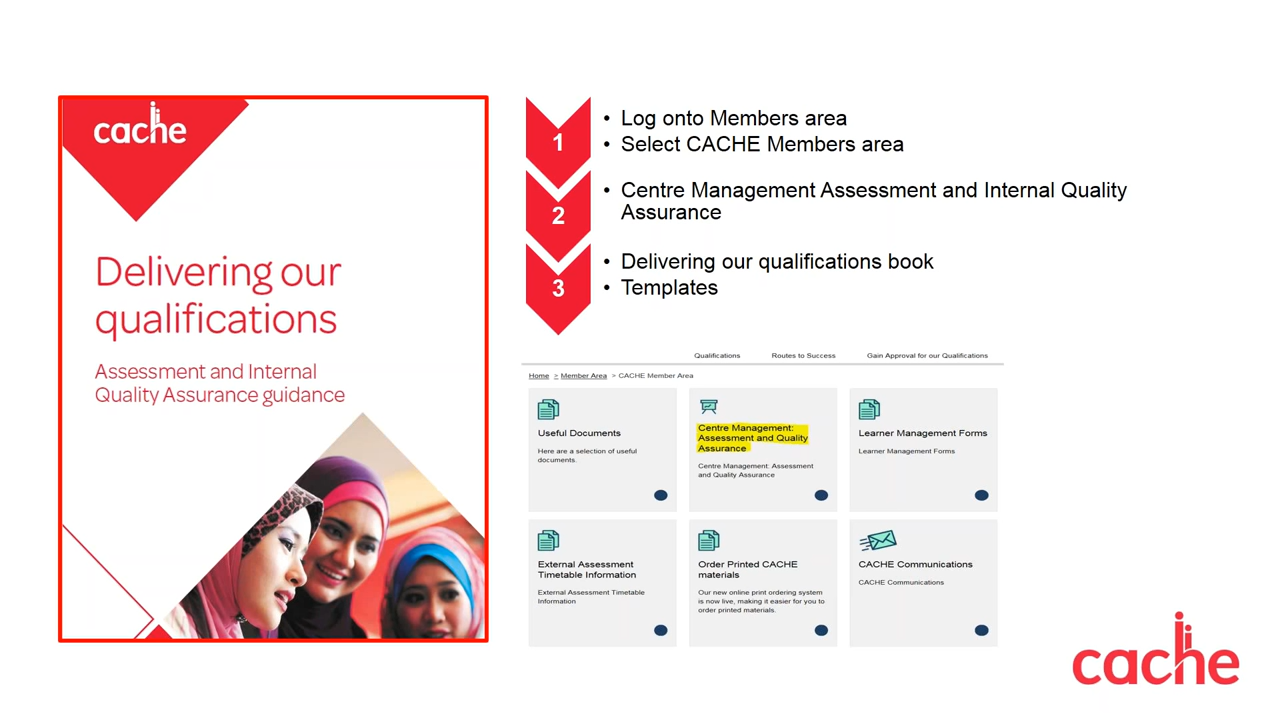 cache
Delivering our
qualifications
Assessment and Internal
Quality Assurance guidance
1
• Log onto Members area
• Select CACHE Members area
2
• Centre Management Assessment and Internal Quality
Assurance
3
• Delivering our qualifications book
• Templates
Qualifications Routes to Success Gain Approval for our Qualifications
Home > Member Area > CACHE Member Area
Useful Documents
Here are a selection of useful
documents.
Centre Management:
Assessment and Quality
Assurance
Centre Management: Assessment
and Quality Assurance
Learner Management Forms
Learner Management Forms
External Assessment
Timetable Information
External Assessment Timetable
Information
Order Printed CACHE
materials
Our new online print ordering system
is now live, making it easier for you to
order printed materials.
CACHE Communications
CACHE Communications
cache